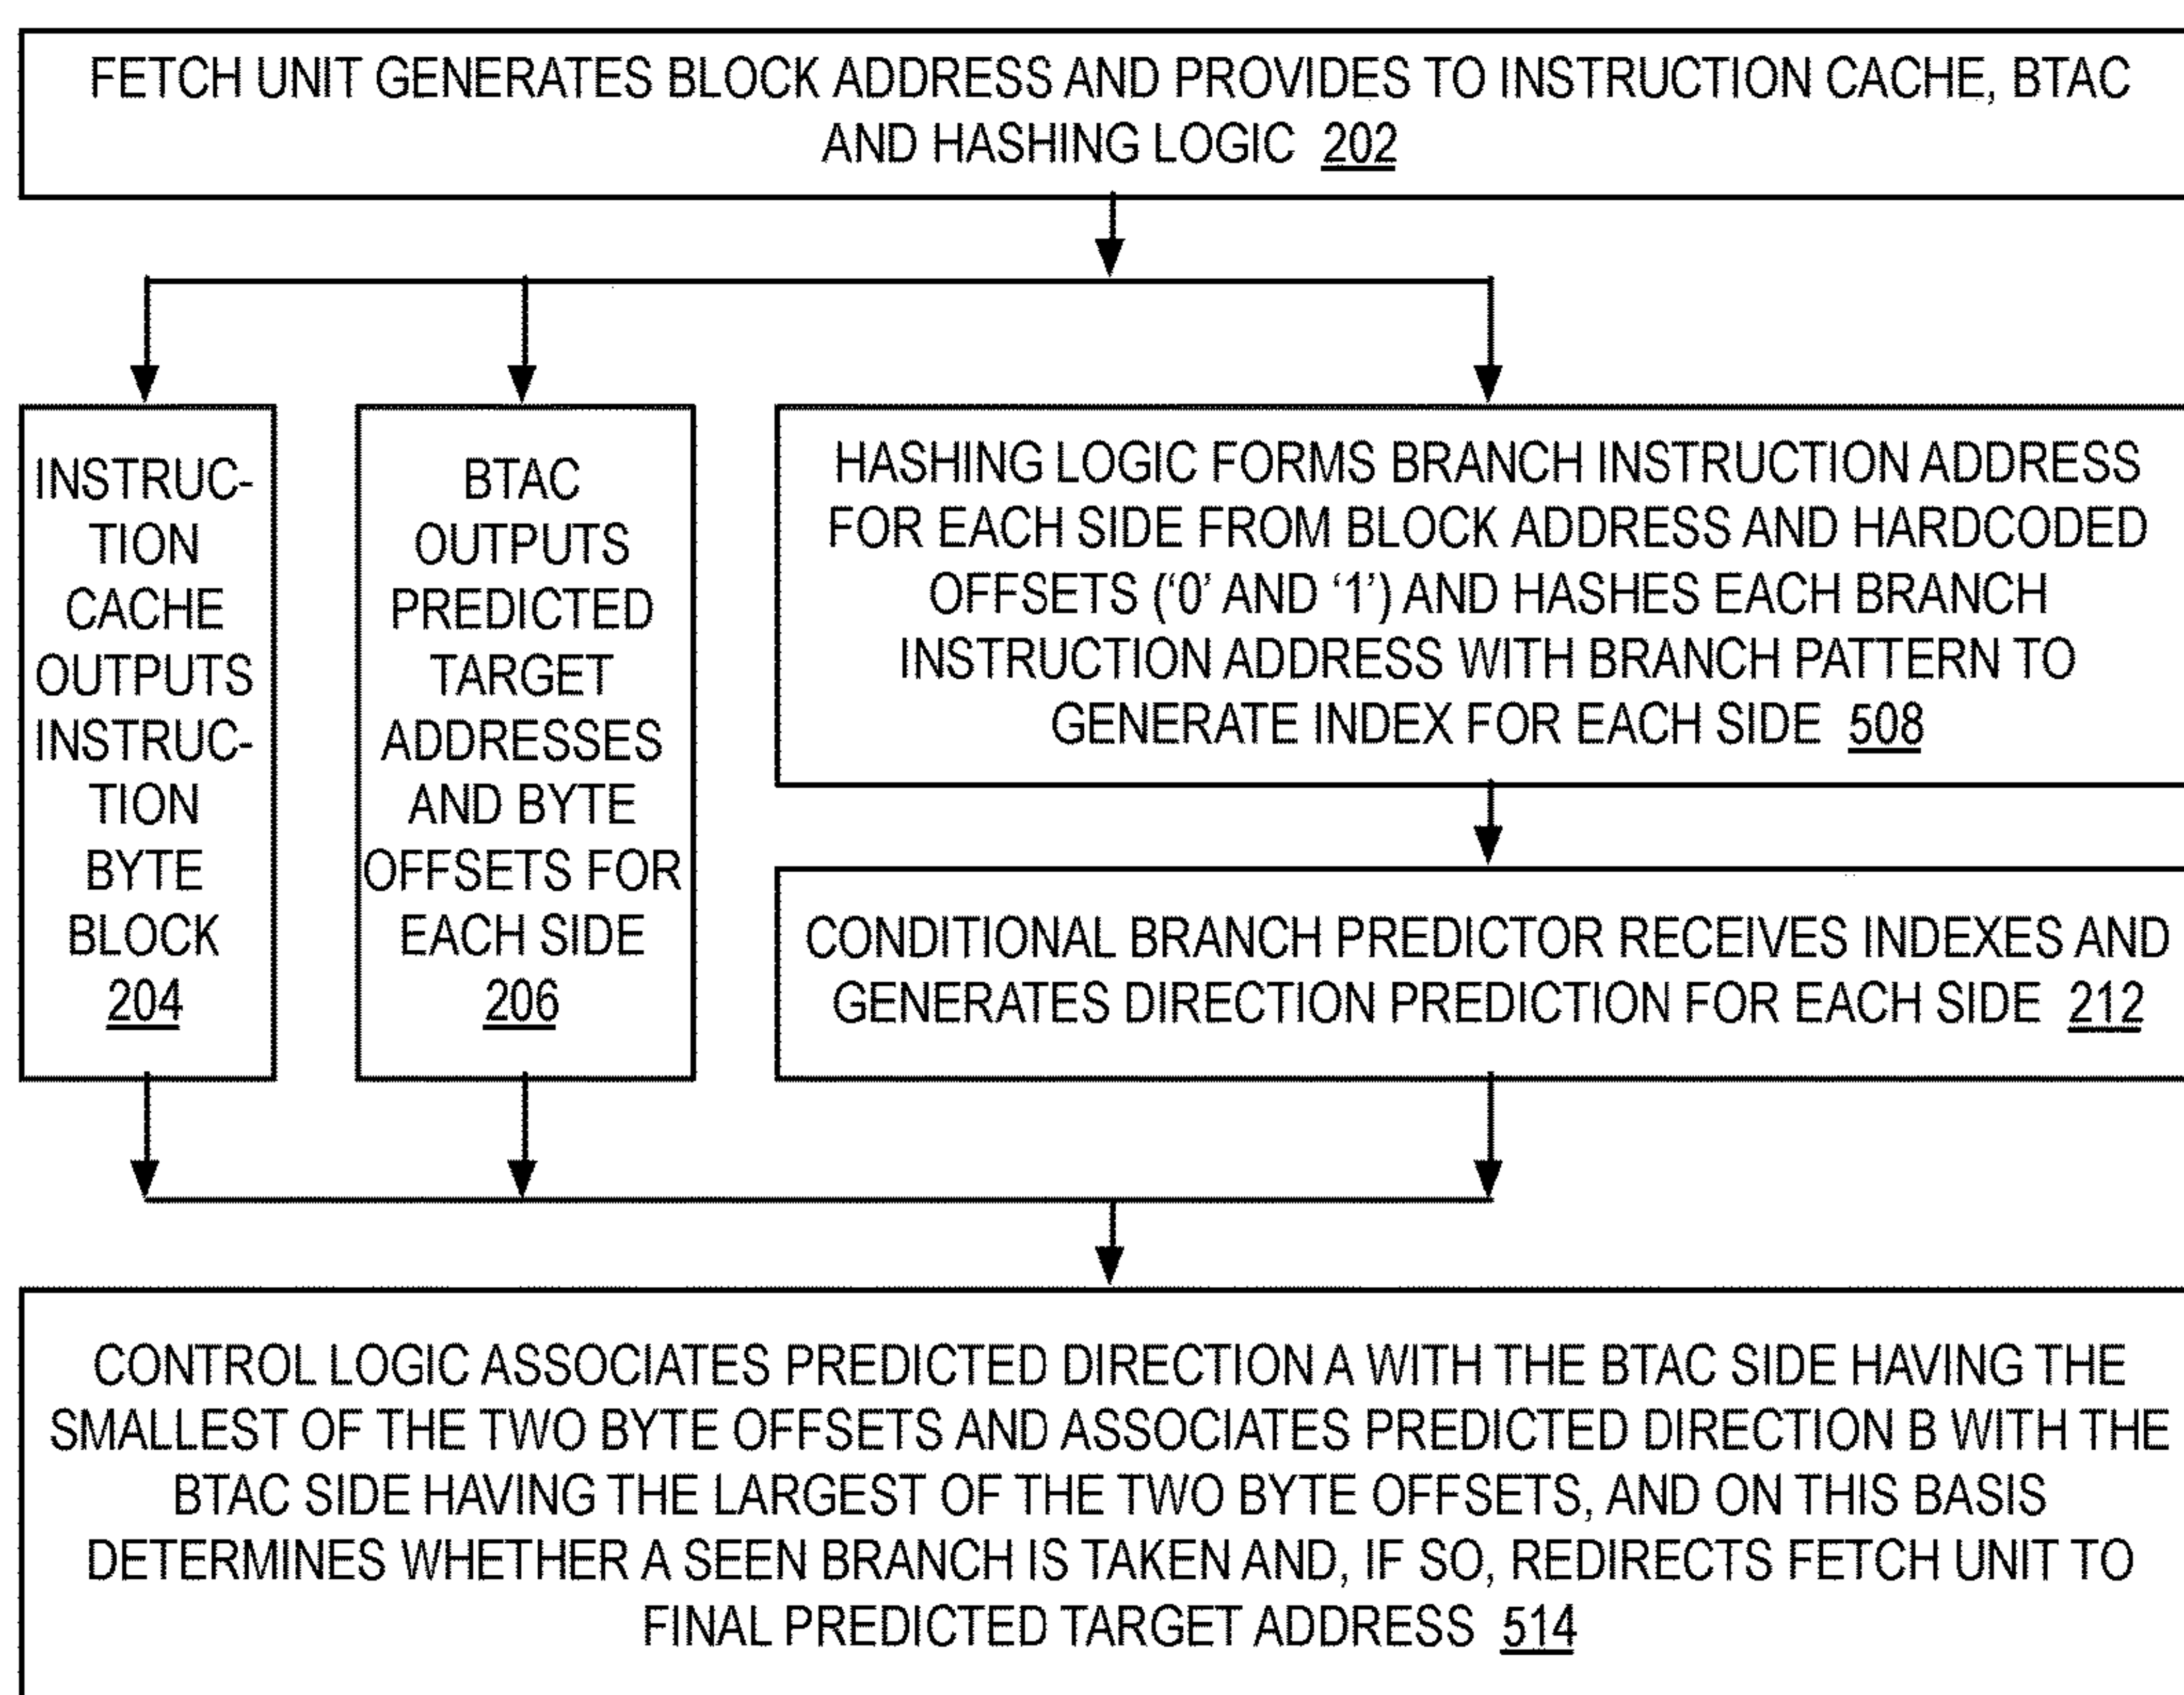 FETCH UNIT GENERATES BLOCK ADDRESS AND PROVIDES TO INSTRUCTION CACHE, BTAC
AND HASHING LOGIC 202
INSTRUC-
TION
CACHE
OUTPUTS
INSTRUC-
TION
BYTE
BLOCK
204
BTAC
OUTPUTS
PREDICTED
TARGET
ADDRESSES
AND BYTE
OFFSETS FOR
EACH SIDE
206
HASHING LOGIC FORMS BRANCH INSTRUCTION ADDRESS
FOR EACH SIDE FROM BLOCK ADDRESS AND HARDCODED
OFFSETS (‘0’ AND ‘1’) AND HASHES EACH BRANCH
INSTRUCTION ADDRESS WITH BRANCH PATTERN TO
GENERATE INDEX FOR EACH SIDE 508
CONDITIONAL BRANCH PREDICTOR RECEIVES INDEXES AND
GENERATES DIRECTION PREDICTION FOR EACH SIDE 212
CONTROL LOGIC ASSOCIATES PREDICTED DIRECTION A WITH THE BTAC SIDE HAVING THE
SMALLEST OF THE TWO BYTE OFFSETS AND ASSOCIATES PREDICTED DIRECTION B WITH THE
BTAC SIDE HAVING THE LARGEST OF THE TWO BYTE OFFSETS, AND ON THIS BASIS
DETERMINES WHETHER A SEEN BRANCH IS TAKEN AND, IF SO, REDIRECTS FETCH UNIT TO
FINAL PREDICTED TARGET ADDRESS 514